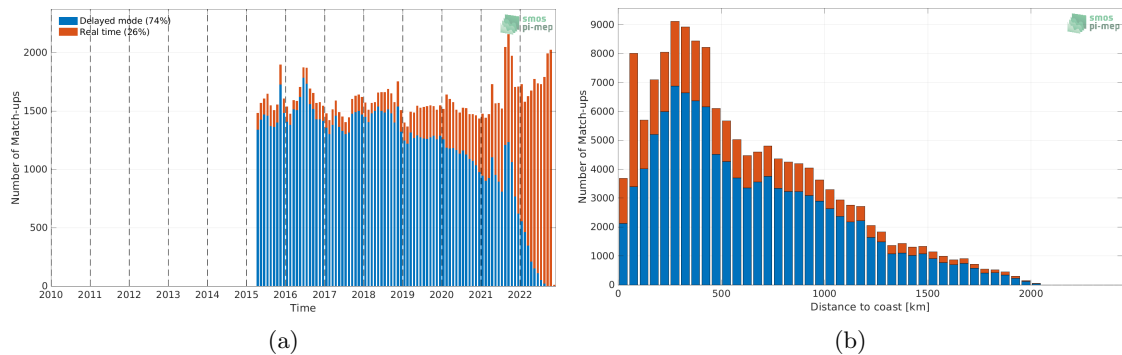 Delayed mode (74%)
Real time (26%)
smos
pi-mep
2000
1500
1000
500
0
Number of Match-ups
2010 2011 2012 2013 2014 2015 2016 2017 2018 2019 2020 2021 2022
Time
(a)
smos
pi-mep
9000
8000
7000
6000
5000
4000
3000
2000
1000
0
Number of Match-ups
0 500 1000 1500 2000
Distance to coast [km]
(b)